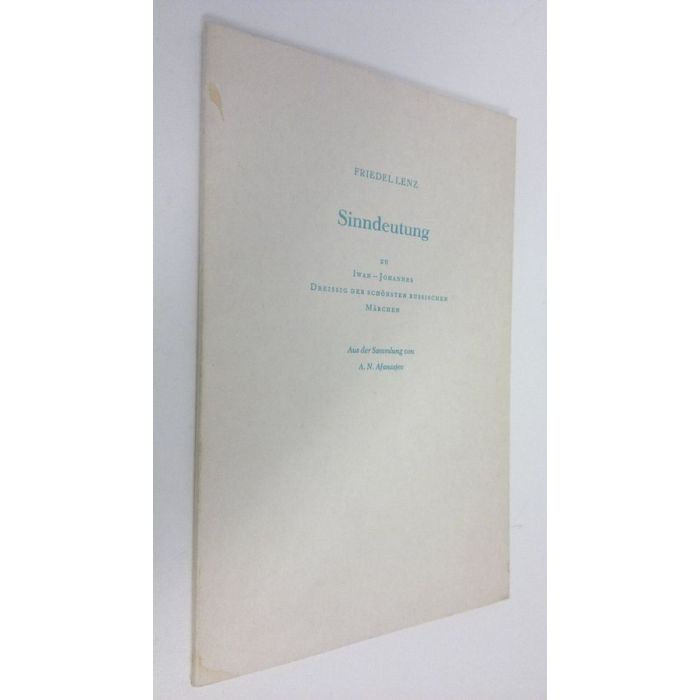 FRIEDEL LENZ
Sinndeutung
ZU
IWAN – JOHANNES
DREISSIG DER SCHÖNSTEN RUSSISCHEN
MÄRCHEN
Aus der Sammlung von
A. N. Afanasjew